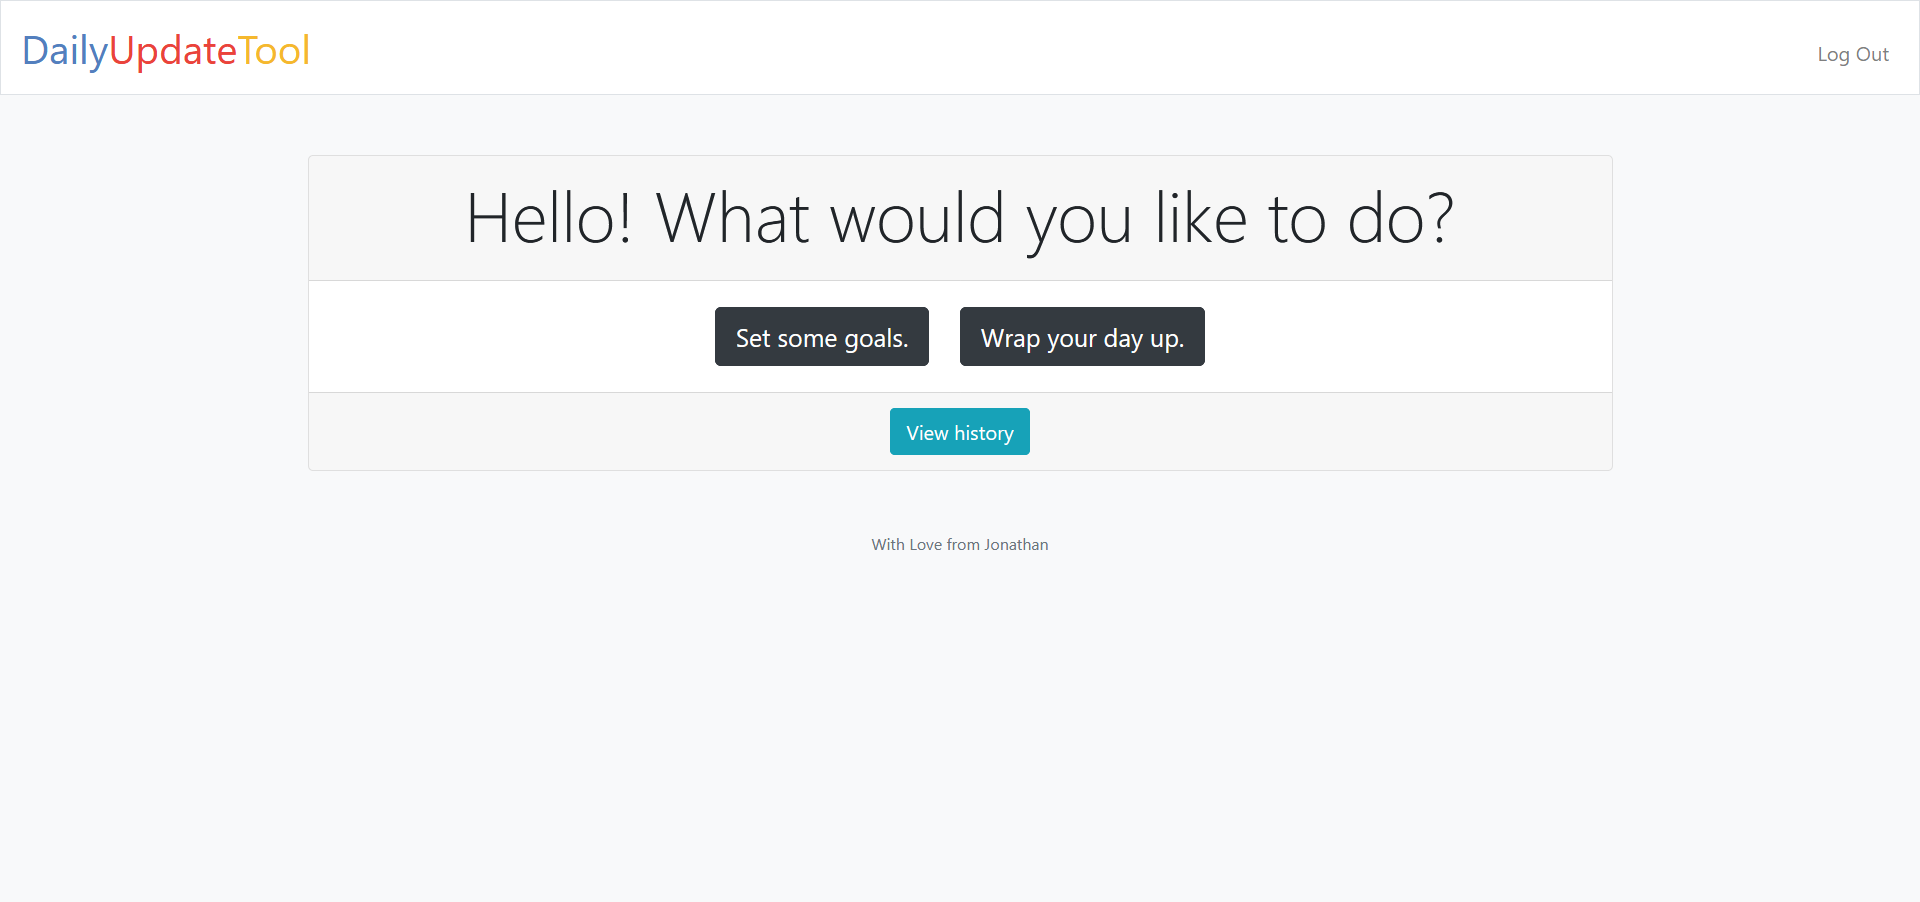 DailyUpdateTool
Log Out
Hello! What would you like to do?
Set some goals.
Wrap your day up.
View history
With Love from Jonathan